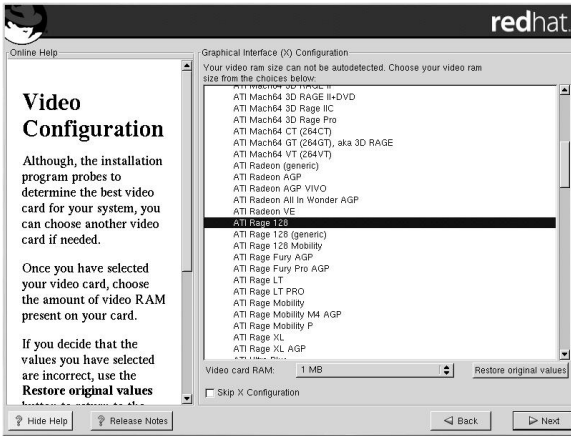 redhat.
Online Help
Video
Configuration
Although, the installation
program probes to
determine the best video
card for your system, you
can choose another video
card if needed.
Once you have selected
your video card, choose
the amount of video RAM
present on your card.
If you decide that the
values you have selected
are incorrect, use the
Restore original values
button to return to the
Graphical Interface (X) Configuration
Your video ram size can not be autodetected. Choose your video ram
size from the choices below:
ATI Mach64 3D RAGE II
ATI Mach64 3D RAGE II+DVD
ATI Mach64 3D Rage IIC
ATI Mach64 3D Rage Pro
ATI Mach64 CT (264CT)
ATI Mach64 GT (264GT), aka 3D RAGE
ATI Mach64 VT (264VT)
ATI Radeon (generic)
ATI Radeon AGP
ATI Radeon AGP VIVO
ATI Radeon All In Wonder AGP
ATI Radeon VE
ATI Rage 128
ATI Rage 128 (generic)
ATI Rage 128 Mobility
ATI Rage Fury AGP
ATI Rage Fury Pro AGP
ATI Rage LT
ATI Rage LT PRO
ATI Rage Mobility
ATI Rage Mobility M4 AGP
ATI Rage Mobility P
ATI Rage XL
ATI Rage XL AGP
Video card RAM: 1 MB
Restore original values
Skip X Configuration
Hide Help
Release Notes
Back
Next